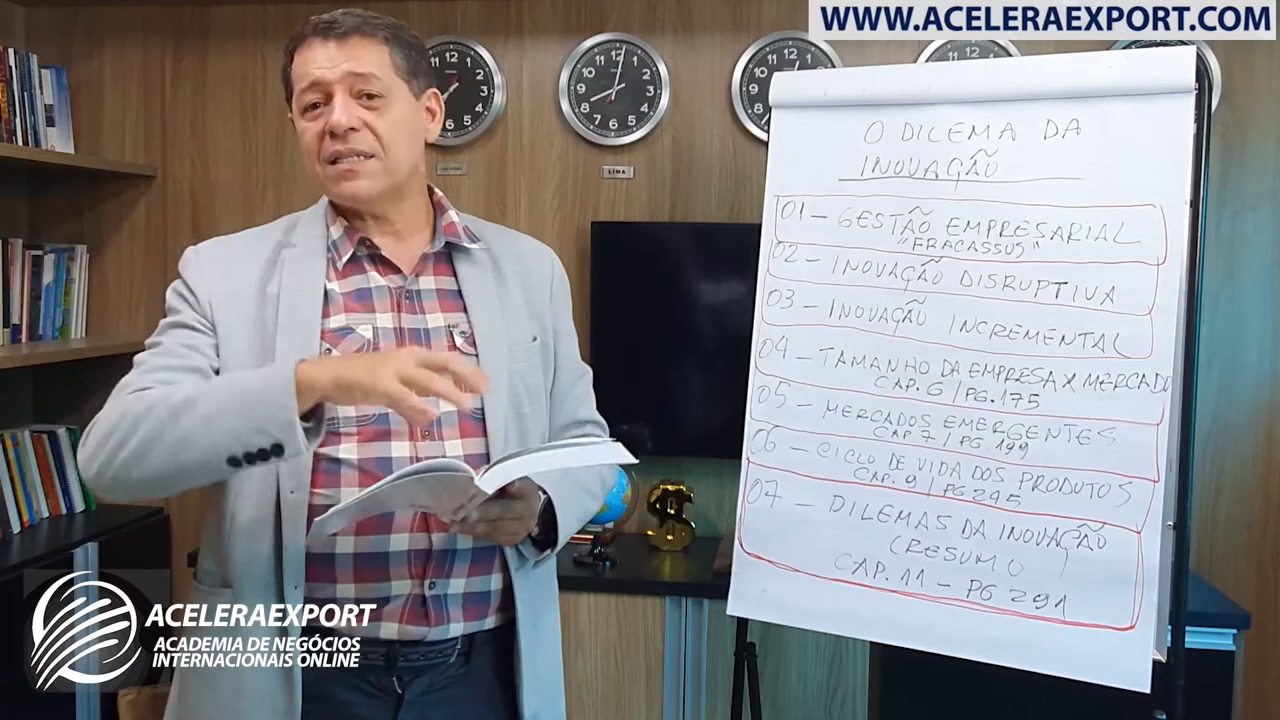 WWW.ACELERAEXPORT.COM
LIMA
O DILEMA DA
INOVAÇÃO
01 - GESTÃO EMPRESARIAL
"FRACASSOS"
02 - INOVAÇÃO DISRUPTIVA
03 - INOVAÇÃO INCREMENTAL
04 - TAMANHO DA EMPRESA X MERCADO
CAP. 6 / PG. 175
05 - MERCADOS EMERGENTES
CAP 7 / PG 199
06 - CICLO DE VIDA DOS PRODUTOS
CAP. 9 / PG 245
07 - DILEMAS DA INOVAÇÃO
(RESUMO
CAP. 11 - PG 291
ACELERAEXPORT
ACADEMIA DE NEGÓCIOS
INTERNACIONAIS ONLINE